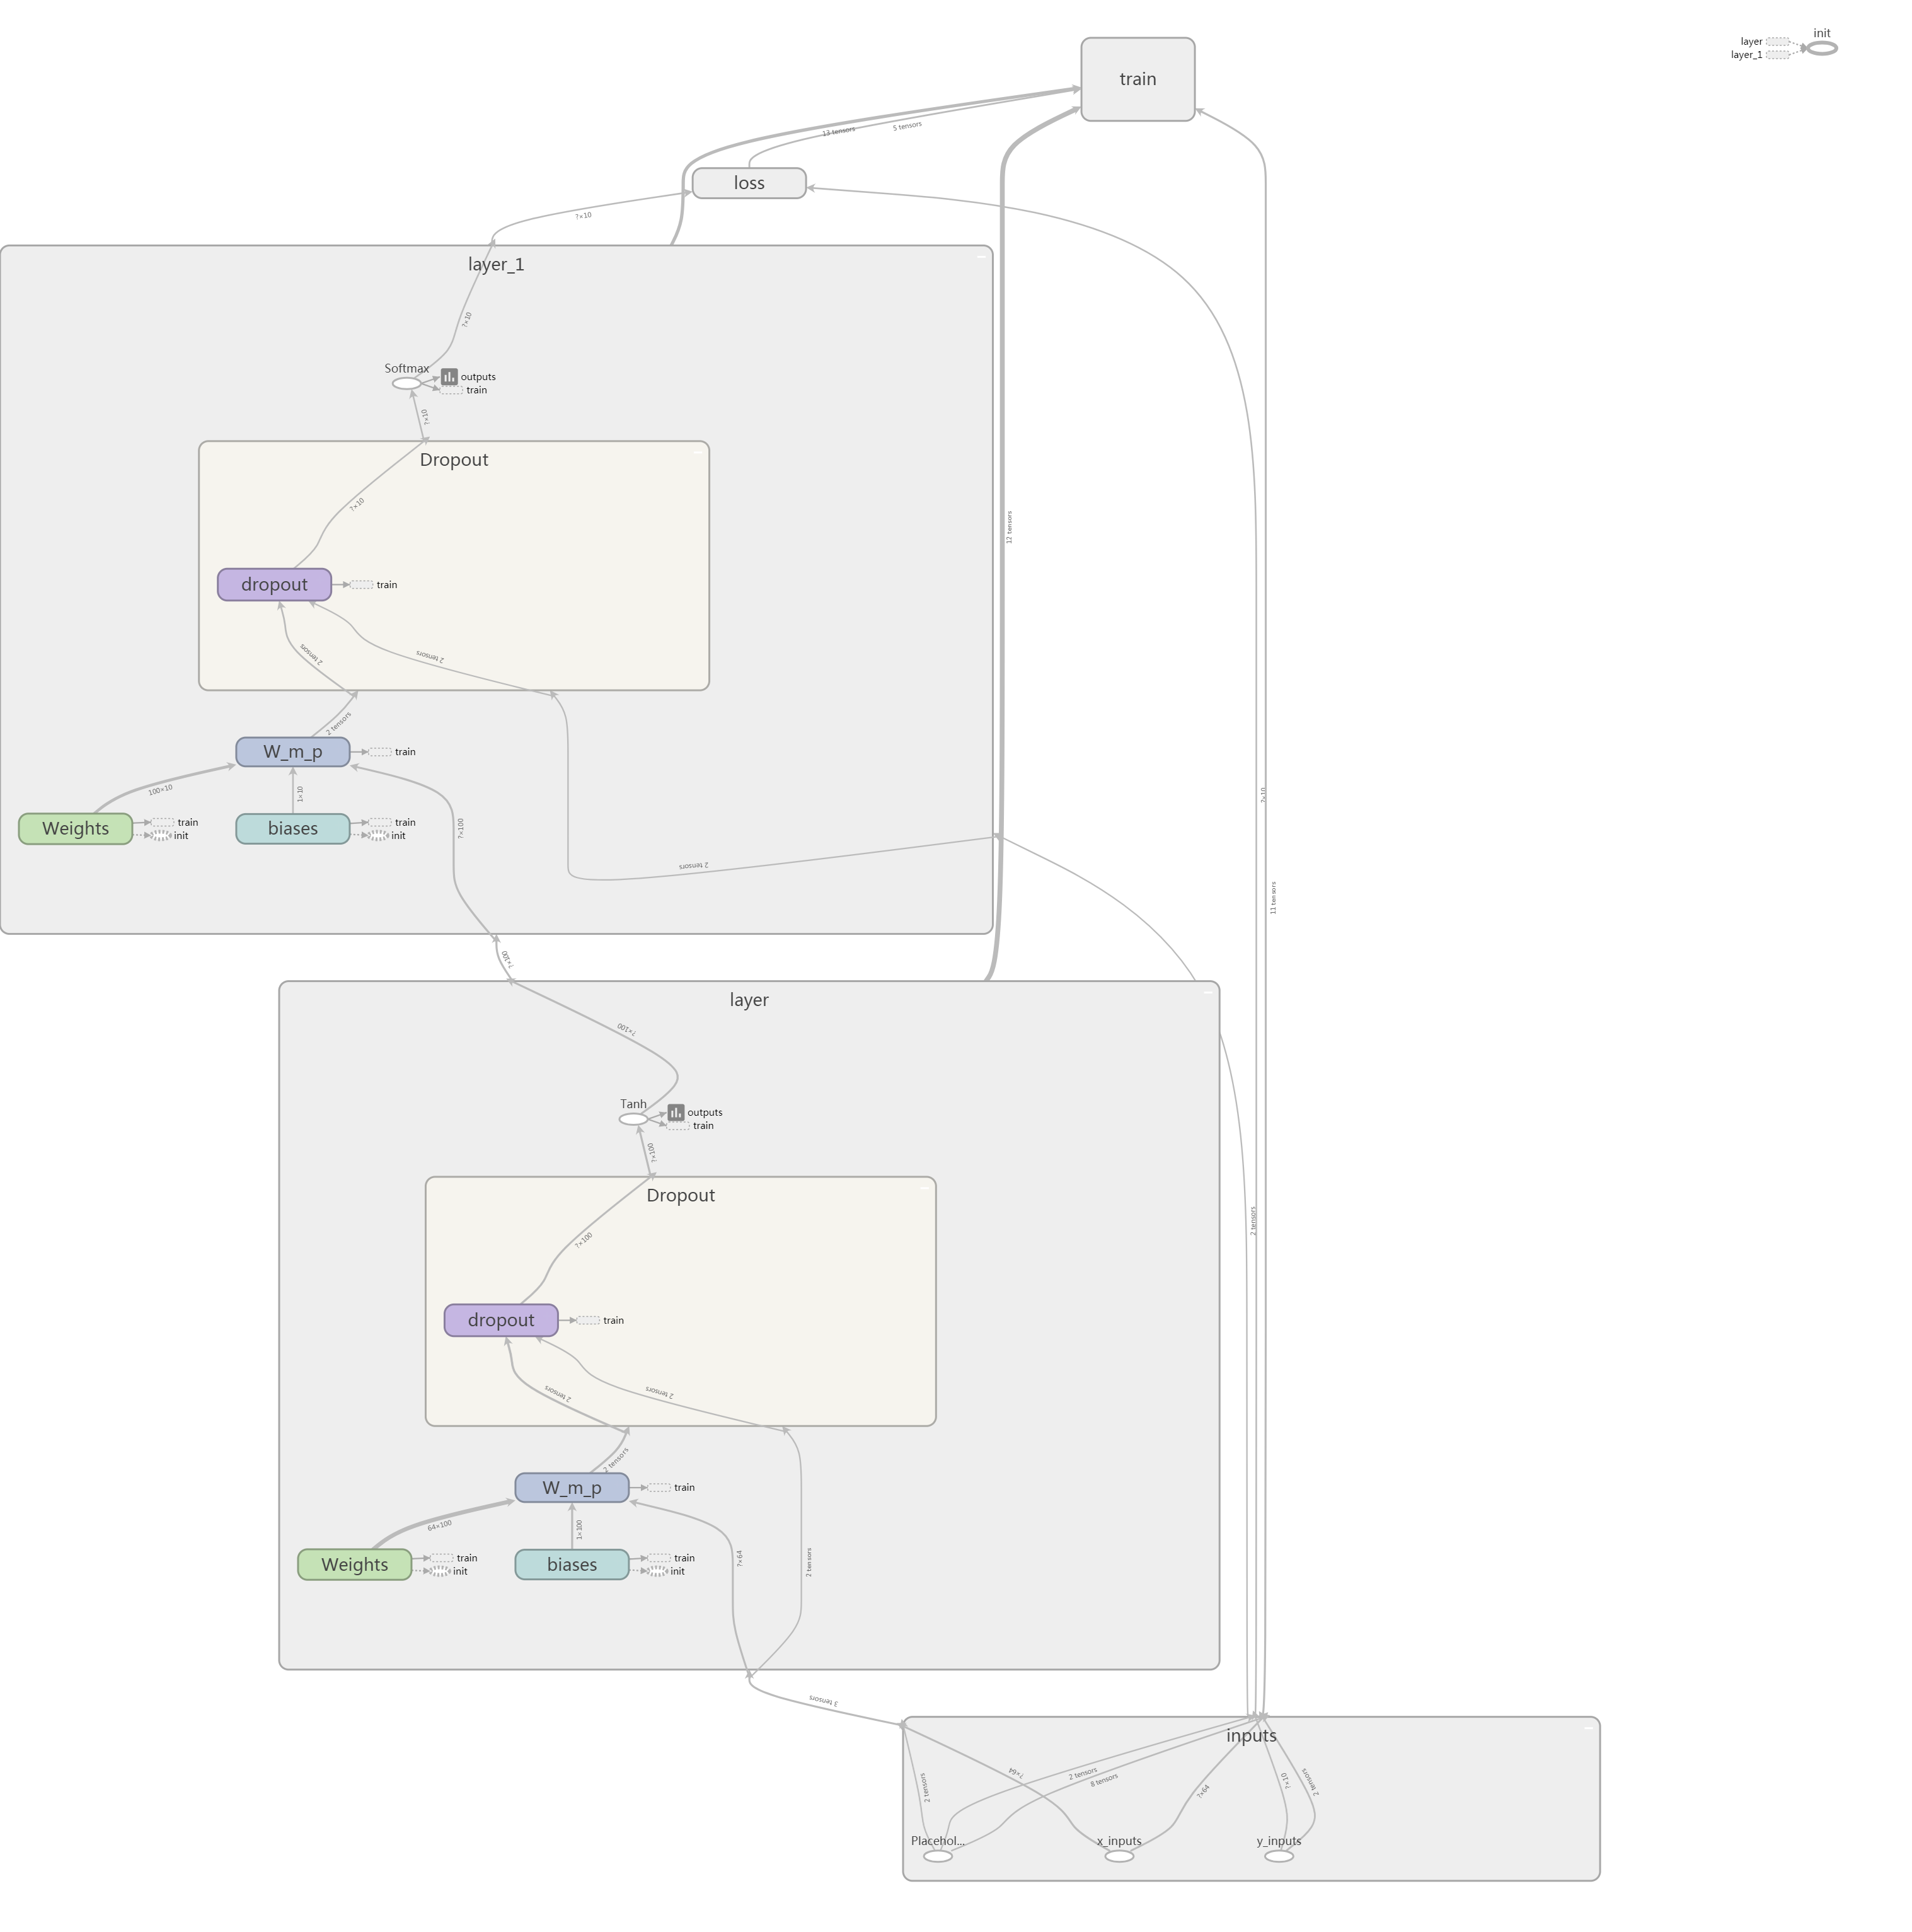 train
init
layer
layer_1
13 tensors
5 tensors
loss
?×10
layer_1
?×10
Softmax
outputs
train
?×10
Dropout
?×10
12 tensors
dropout
train
2 tensors
2 tensors
2 tensors
W_m_p
train
100×10
1×10
?×10
Weights
train
init
biases
train
init
?×100
2 tensors
11 tensors
?×100
layer
?×100
Tanh
outputs
train
?×100
Dropout
?×100
2 tensors
dropout
train
2 tensors
2 tensors
2 tensors
W_m_p
train
64×100
1×100
?×64
2 tensors
Weights
train
init
biases
train
init
3 tensors
inputs
2 tensors
?×64
2 tensors
8 tensors
?×64
?×10
2 tensors
Placehol...
x_inputs
y_inputs